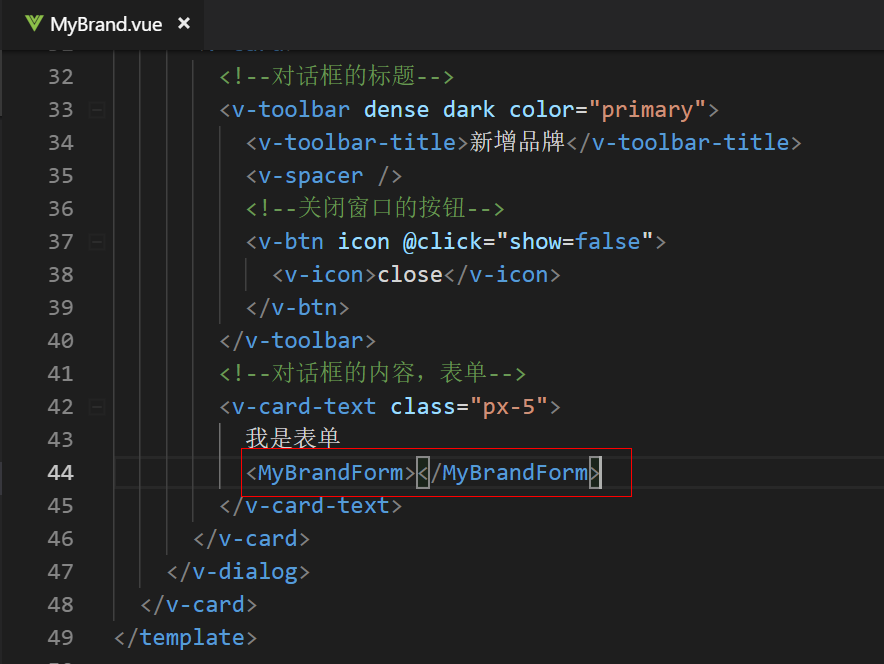 MyBrand.vue ×
32 <!--对话框的标题-->
33 <v-toolbar dense dark color="primary">
34 <v-toolbar-title>新增品牌</v-toolbar-title>
35 <v-spacer />
36 <!--关闭窗口的按钮-->
37 <v-btn icon @click="show=false">
38 <v-icon>close</v-icon>
39 </v-btn>
40 </v-toolbar>
41 <!--对话框的内容，表单-->
42 <v-card-text class="px-5">
43 我是表单
44 <MyBrandForm></MyBrandForm>
45 </v-card-text>
46 </v-card>
47 </v-dialog>
48 </v-card>
49 </template>